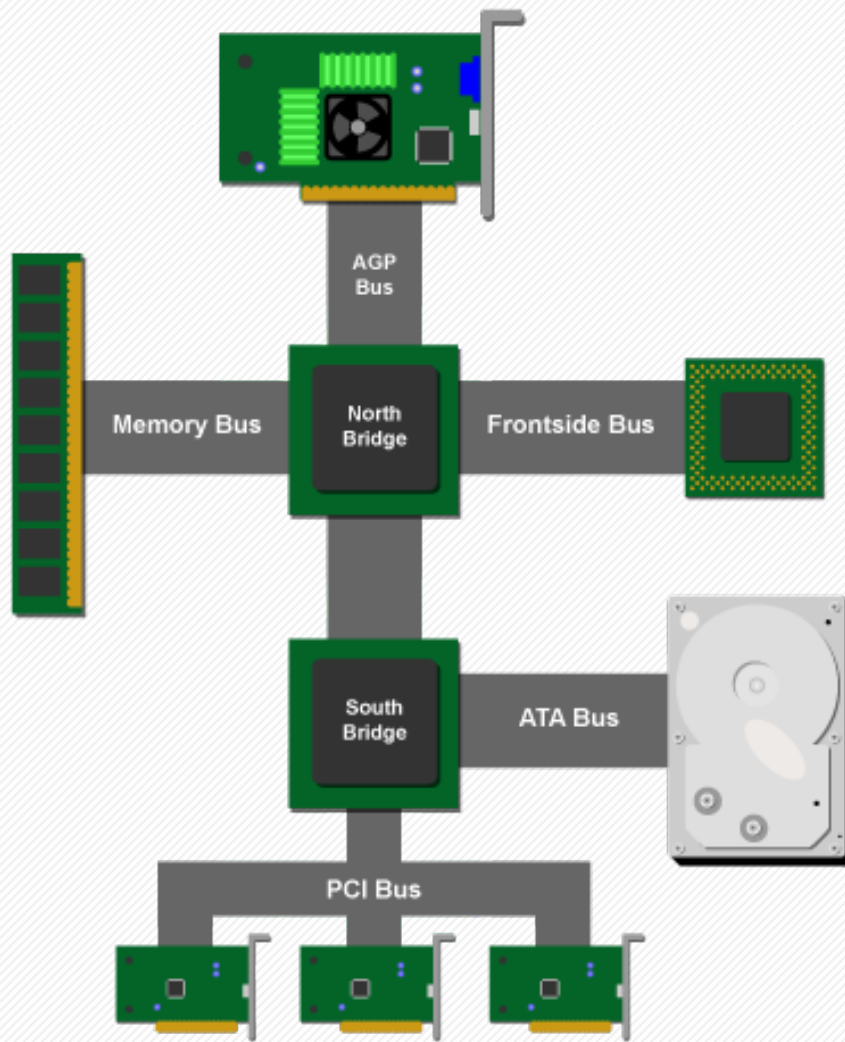 AGP
Bus
Memory Bus
North
Bridge
Frontside Bus
South
Bridge
ATA Bus
PCI Bus